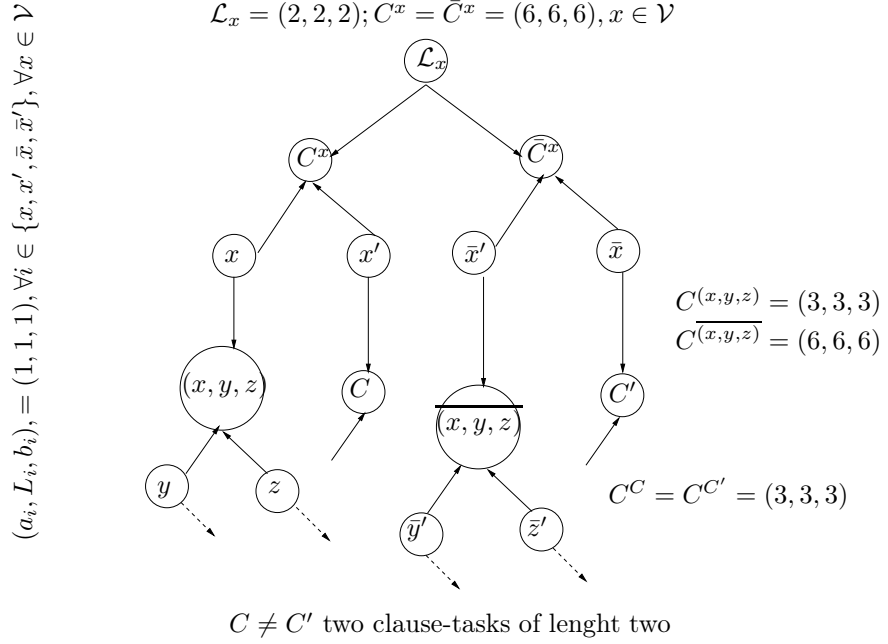 $\mathcal{L}_x = (2, 2, 2); C^x = \bar{C}^x = (6, 6, 6), x \in \mathcal{V}$
$(a_i, L_i, b_i), = (1, 1, 1), \forall i \in \{x, x', \bar{x}, \bar{x}'\}, \forall x \in \mathcal{V}$
$\mathcal{L}_x$
$C^x$ $\bar{C}^x$
$x$ $x'$ $\bar{x}'$ $\bar{x}$
$C^{(x,y,z)} = (3, 3, 3)$
$C^{\overline{(x,y,z)}} = (6, 6, 6)$
$(x, y, z)$ $C$ $\overline{(x, y, z)}$ $C'$
$y$ $z$ $C^C = C^{C'} = (3, 3, 3)$
$\bar{y}'$ $\bar{z}'$
$C \neq C'$ two clause-tasks of lenght two